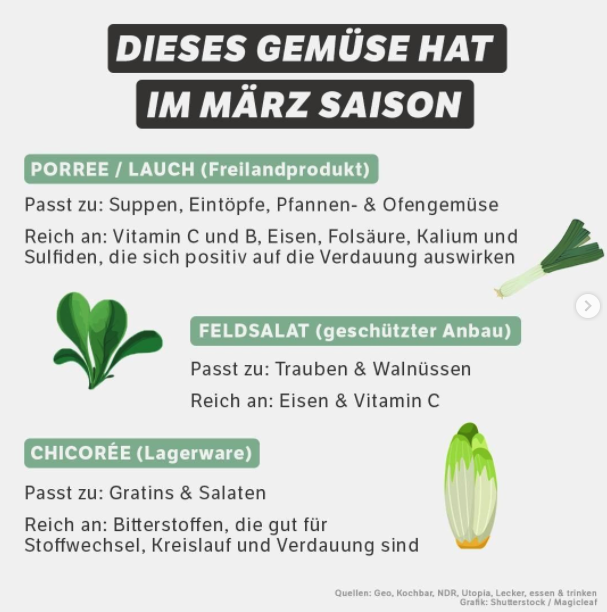 DIESES GEMÜSE HAT
IM MÄRZ SAISON
PORREE / LAUCH (Freilandprodukt)
Passt zu: Suppen, Eintöpfe, Pfannen- & Ofengemüse
Reich an: Vitamin C und B, Eisen, Folsäure, Kalium und
Sulfiden, die sich positiv auf die Verdauung auswirken
FELDSALAT (geschützter Anbau)
Passt zu: Trauben & Walnüssen
Reich an: Eisen & Vitamin C
CHICORÉE (Lagerware)
Passt zu: Gratins & Salaten
Reich an: Bitterstoffen, die gut für
Stoffwechsel, Kreislauf und Verdauung sind
Quellen: Geo, Kochbar, NDR, Utopia, Lecker, essen & trinken
Grafik: Shutterstock / Magicleaf